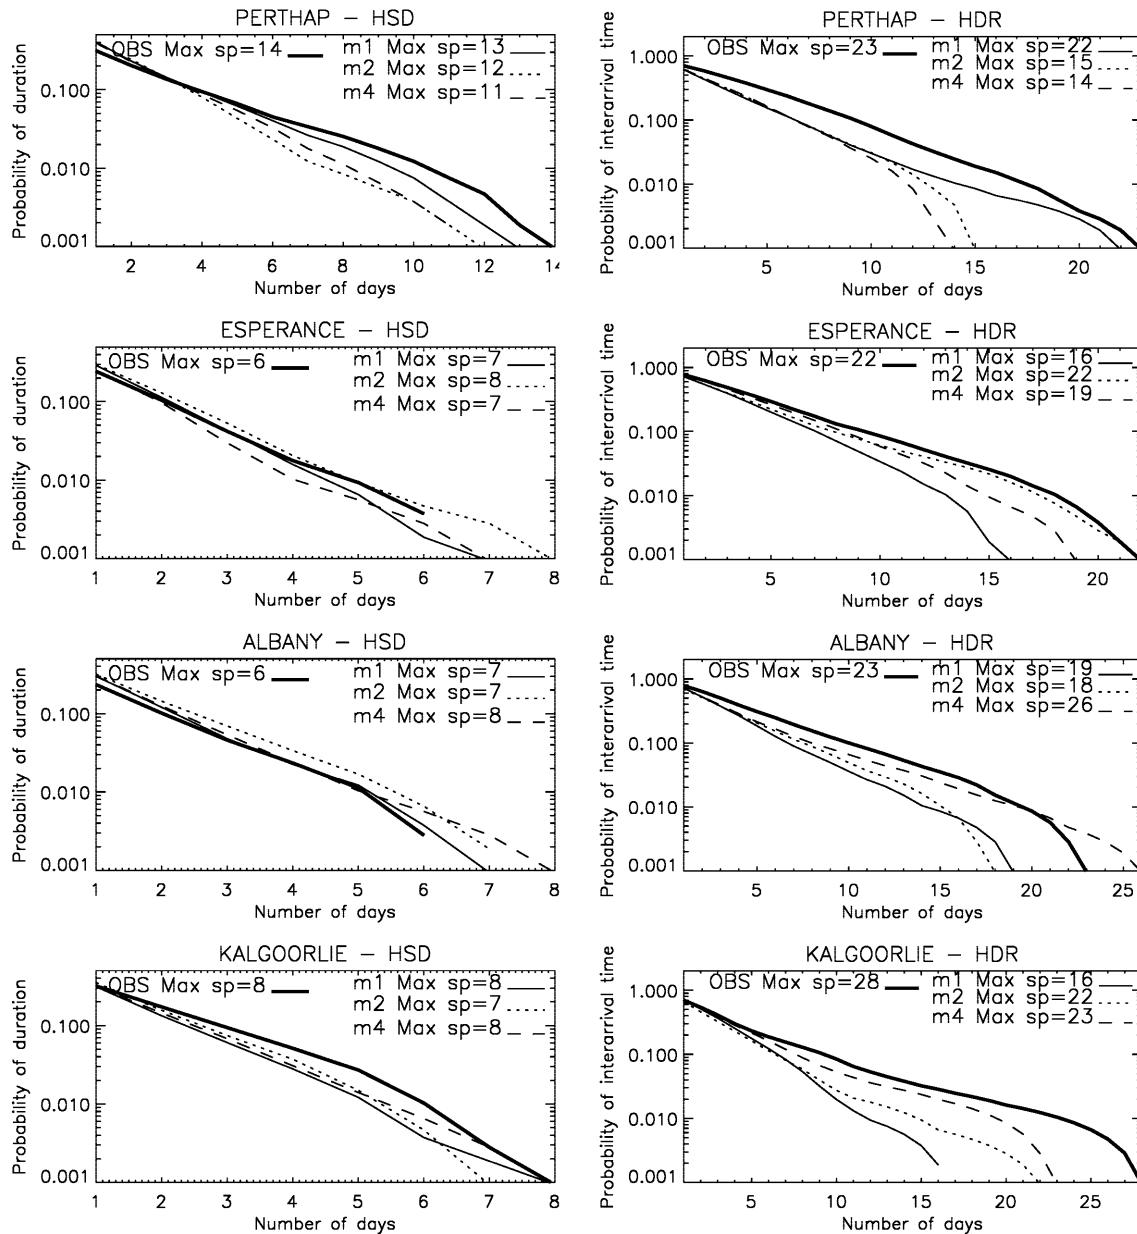 PERTHAP – HSD
OBS Max sp=14
m1 Max sp=13
m2 Max sp=12
m4 Max sp=11
Probability of duration
0.100
0.010
0.001
2 4 6 8 10 12 14
Number of days
PERTHAP – HDR
OBS Max sp=23
m1 Max sp=22
m2 Max sp=15
m4 Max sp=14
Probability of interarrival time
1.000
0.100
0.010
0.001
5 10 15 20
Number of days
ESPERANCE – HSD
OBS Max sp=6
m1 Max sp=7
m2 Max sp=8
m4 Max sp=7
Probability of duration
0.100
0.010
0.001
1 2 3 4 5 6 7 8
Number of days
ESPERANCE – HDR
OBS Max sp=22
m1 Max sp=16
m2 Max sp=22
m4 Max sp=19
Probability of interarrival time
1.000
0.100
0.010
0.001
5 10 15 20
Number of days
ALBANY – HSD
OBS Max sp=6
m1 Max sp=7
m2 Max sp=7
m4 Max sp=8
Probability of duration
0.100
0.010
0.001
1 2 3 4 5 6 7 8
Number of days
ALBANY – HDR
OBS Max sp=23
m1 Max sp=19
m2 Max sp=18
m4 Max sp=26
Probability of interarrival time
1.000
0.100
0.010
0.001
5 10 15 20 25
Number of days
KALGOORLIE – HSD
OBS Max sp=8
m1 Max sp=8
m2 Max sp=7
m4 Max sp=8
Probability of duration
0.100
0.010
0.001
1 2 3 4 5 6 7 8
Number of days
KALGOORLIE – HDR
OBS Max sp=28
m1 Max sp=16
m2 Max sp=22
m4 Max sp=23
Probability of interarrival time
1.000
0.100
0.010
0.001
5 10 15 20 25
Number of days